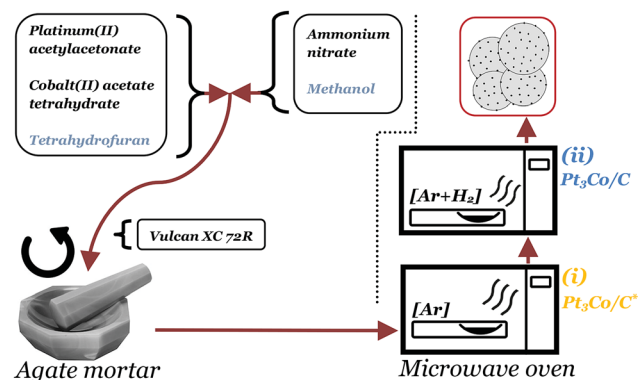 Platinum(II)
acetylacetonate
Cobalt(II) acetate
tetrahydrate
Tetrahydrofuran
Ammonium
nitrate
Methanol
Vulcan XC 72R
Agate mortar
[Ar+H₂]
(ii)
Pt₃Co/C
[Ar]
(i)
Pt₃Co/C*
Microwave oven